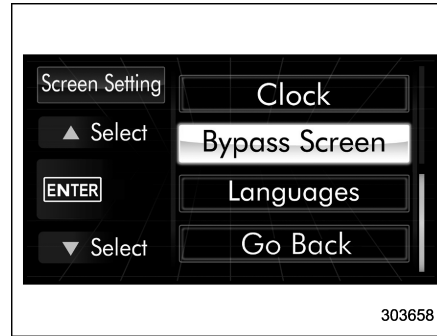 Screen Setting
▲ Select
ENTER
▼ Select
Clock
Bypass Screen
Languages
Go Back
303658